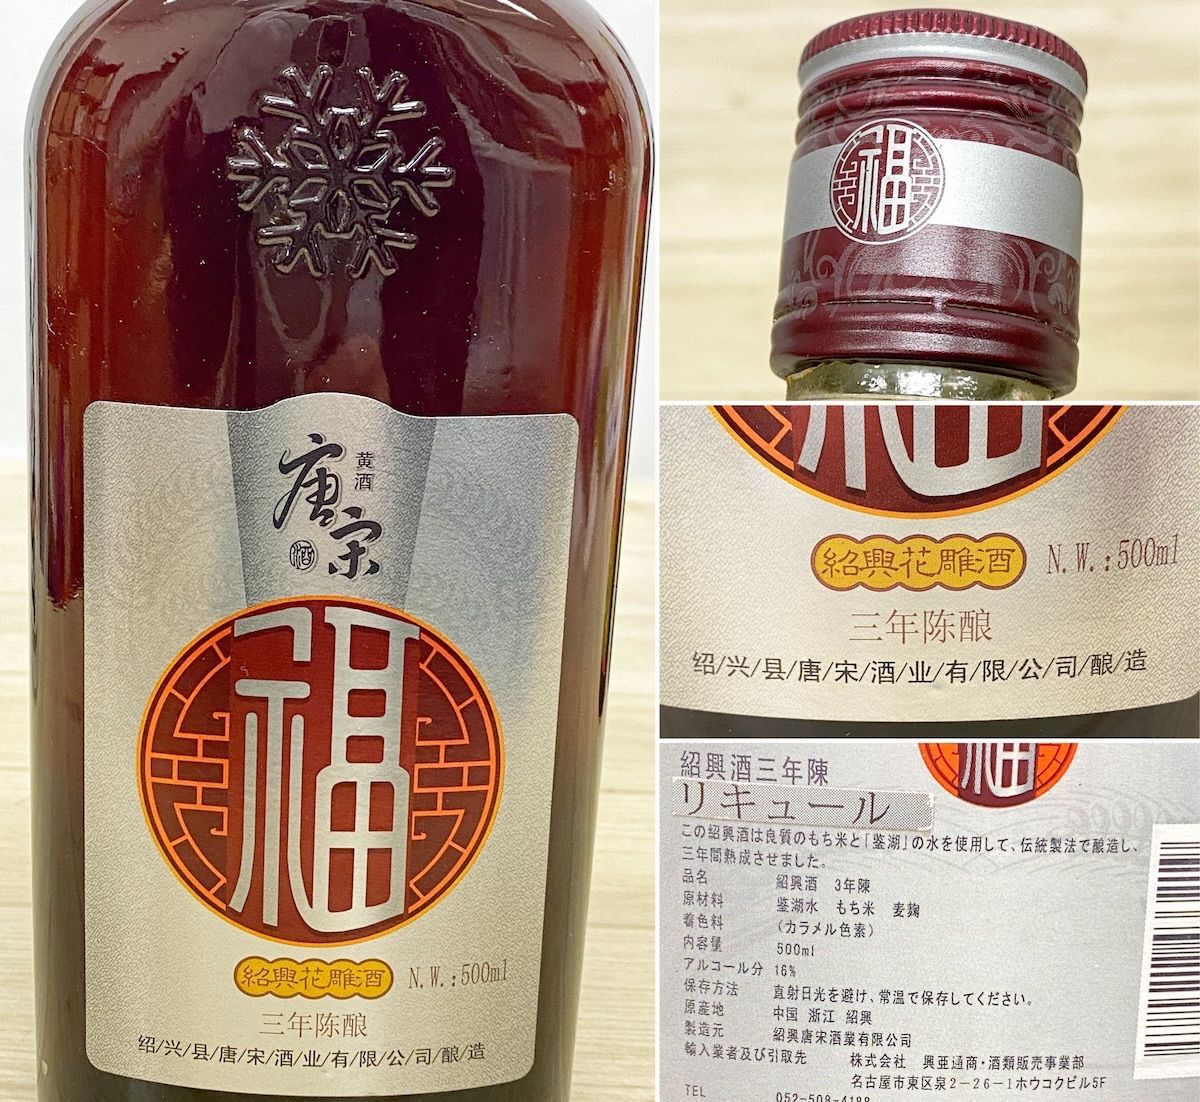 黄酒
唐宋
酒
福
紹興花雕酒 N.W.:500ml
三年陈酿
绍/兴/县/唐/宋/酒/业/有/限/公/司/酿/造
福
福
紹興花雕酒 N.W.:500ml
三年陈酿
绍/兴/县/唐/宋/酒/业/有/限/公/司/酿/造
福
紹興酒三年陳
リキュール
この紹興酒は良質のもち米と「鉴湖」の水を使用して、伝統製法で醸造し、
三年間熟成させました。
品名 紹興酒 3年陳
原材料 鉴湖水 もち米 麦麹
着色料 (カラメル色素)
内容量 500ml
アルコール分 16%
保存方法 直射日光を避け、常温で保存してください。
原産地 中国 浙江 紹興
製造元 紹興唐宋酒業有限公司
輸入業者及び引取先 株式会社 興亜通商・酒類販売事業部
名古屋市東区泉2-26-1ホウコクビル5F
TEL 052-508-4188